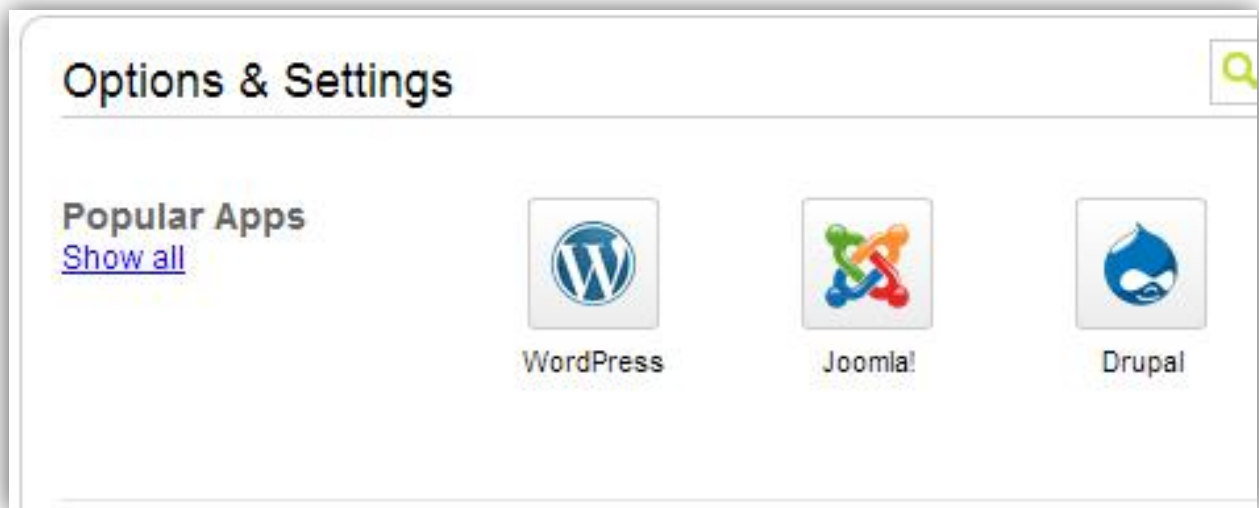 Options & Settings
Popular Apps
Show all
WordPress
Joomla!
Drupal